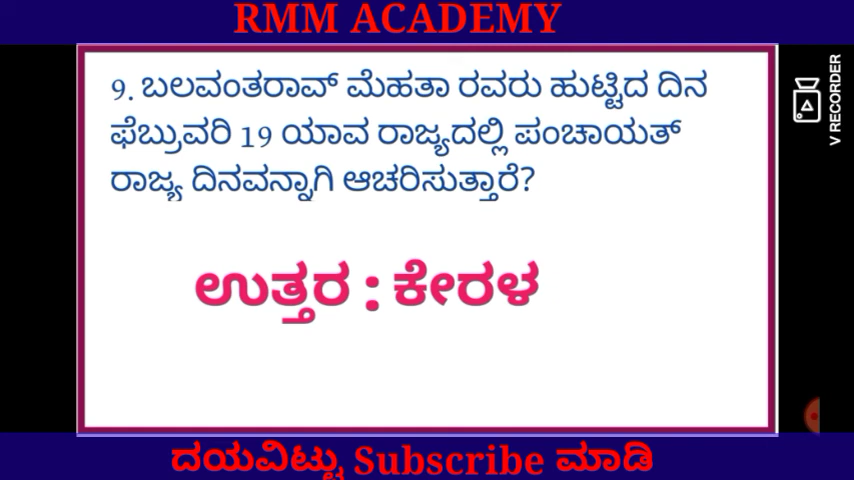 RMM ACADEMY
9. ಬಲವಂತರಾವ್ ಮೆಹತಾ ರವರು ಹುಟ್ಟಿದ ದಿನ
ಫೆಬ್ರುವರಿ 19 ಯಾವ ರಾಜ್ಯದಲ್ಲಿ ಪಂಚಾಯತ್
ರಾಜ್ಯ ದಿನವನ್ನಾಗಿ ಆಚರಿಸುತ್ತಾರೆ?
ಉತ್ತರ : ಕೇರಳ
ದಯವಿಟ್ಟು Subscribe ಮಾಡಿ
V RECORDER